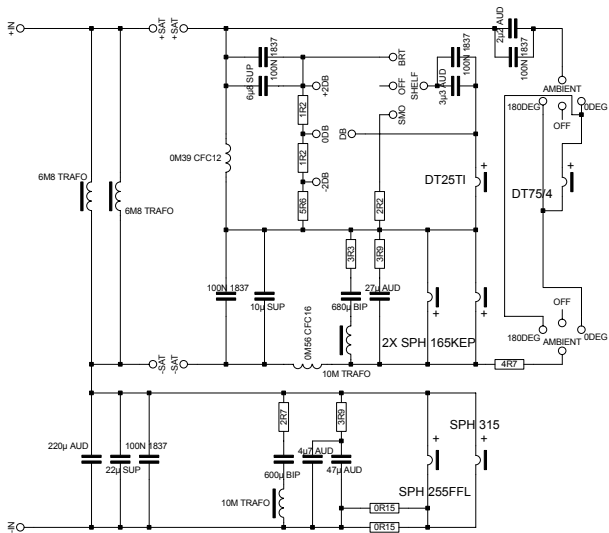 +IN
+SAT
+SAT
6µ8 SUP
100N 1837
+2DB
1R2
0DB
1R2
-2DB
5R6
DB
BRT
OFF
SMO
2R2
SHELF
3µ3 AUD
100N 1837
2µ2 AUD
100N 1837
AMBIENT
180DEG
0DEG
OFF
0M39 CFC12
DT25TI
+
DT75/4
+
6M8 TRAFO
6M8 TRAFO
100N 1837
10µ SUP
3R3
3R9
680µ BIP
27µ AUD
0M56 CFC16
10M TRAFO
2X SPH 165KEP
+
+
OFF
180DEG
0DEG
AMBIENT
4R7
-SAT
-SAT
220µ AUD
22µ SUP
100N 1837
2R7
3R9
600µ BIP
4µ7 AUD
47µ AUD
10M TRAFO
SPH 315
+
+
SPH 255FFL
0R15
0R15
-IN